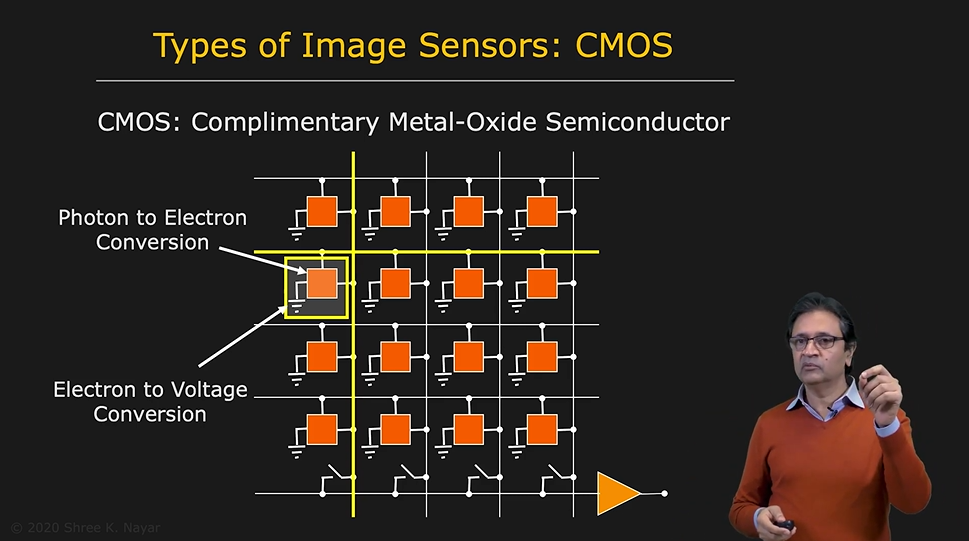 Types of Image Sensors: CMOS
CMOS: Complimentary Metal-Oxide Semiconductor
Photon to Electron
Conversion
Electron to Voltage
Conversion
© 2020 Shree K. Nayar